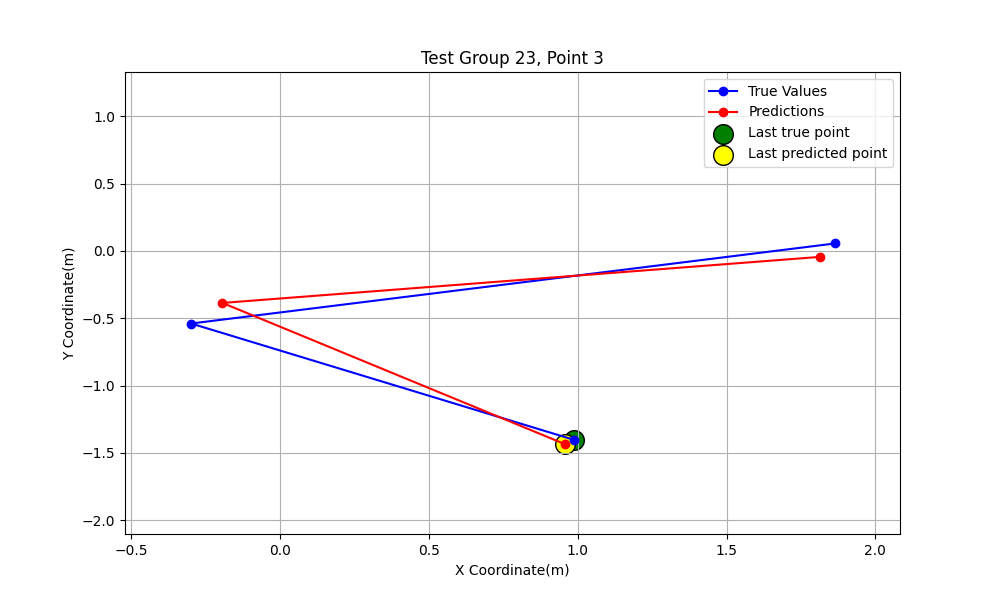 Test Group 23, Point 3
True Values
Predictions
Last true point
Last predicted point
1.0
0.5
0.0
−0.5
−1.0
−1.5
−2.0
Y Coordinate(m)
−0.5 0.0 0.5 1.0 1.5 2.0
X Coordinate(m)